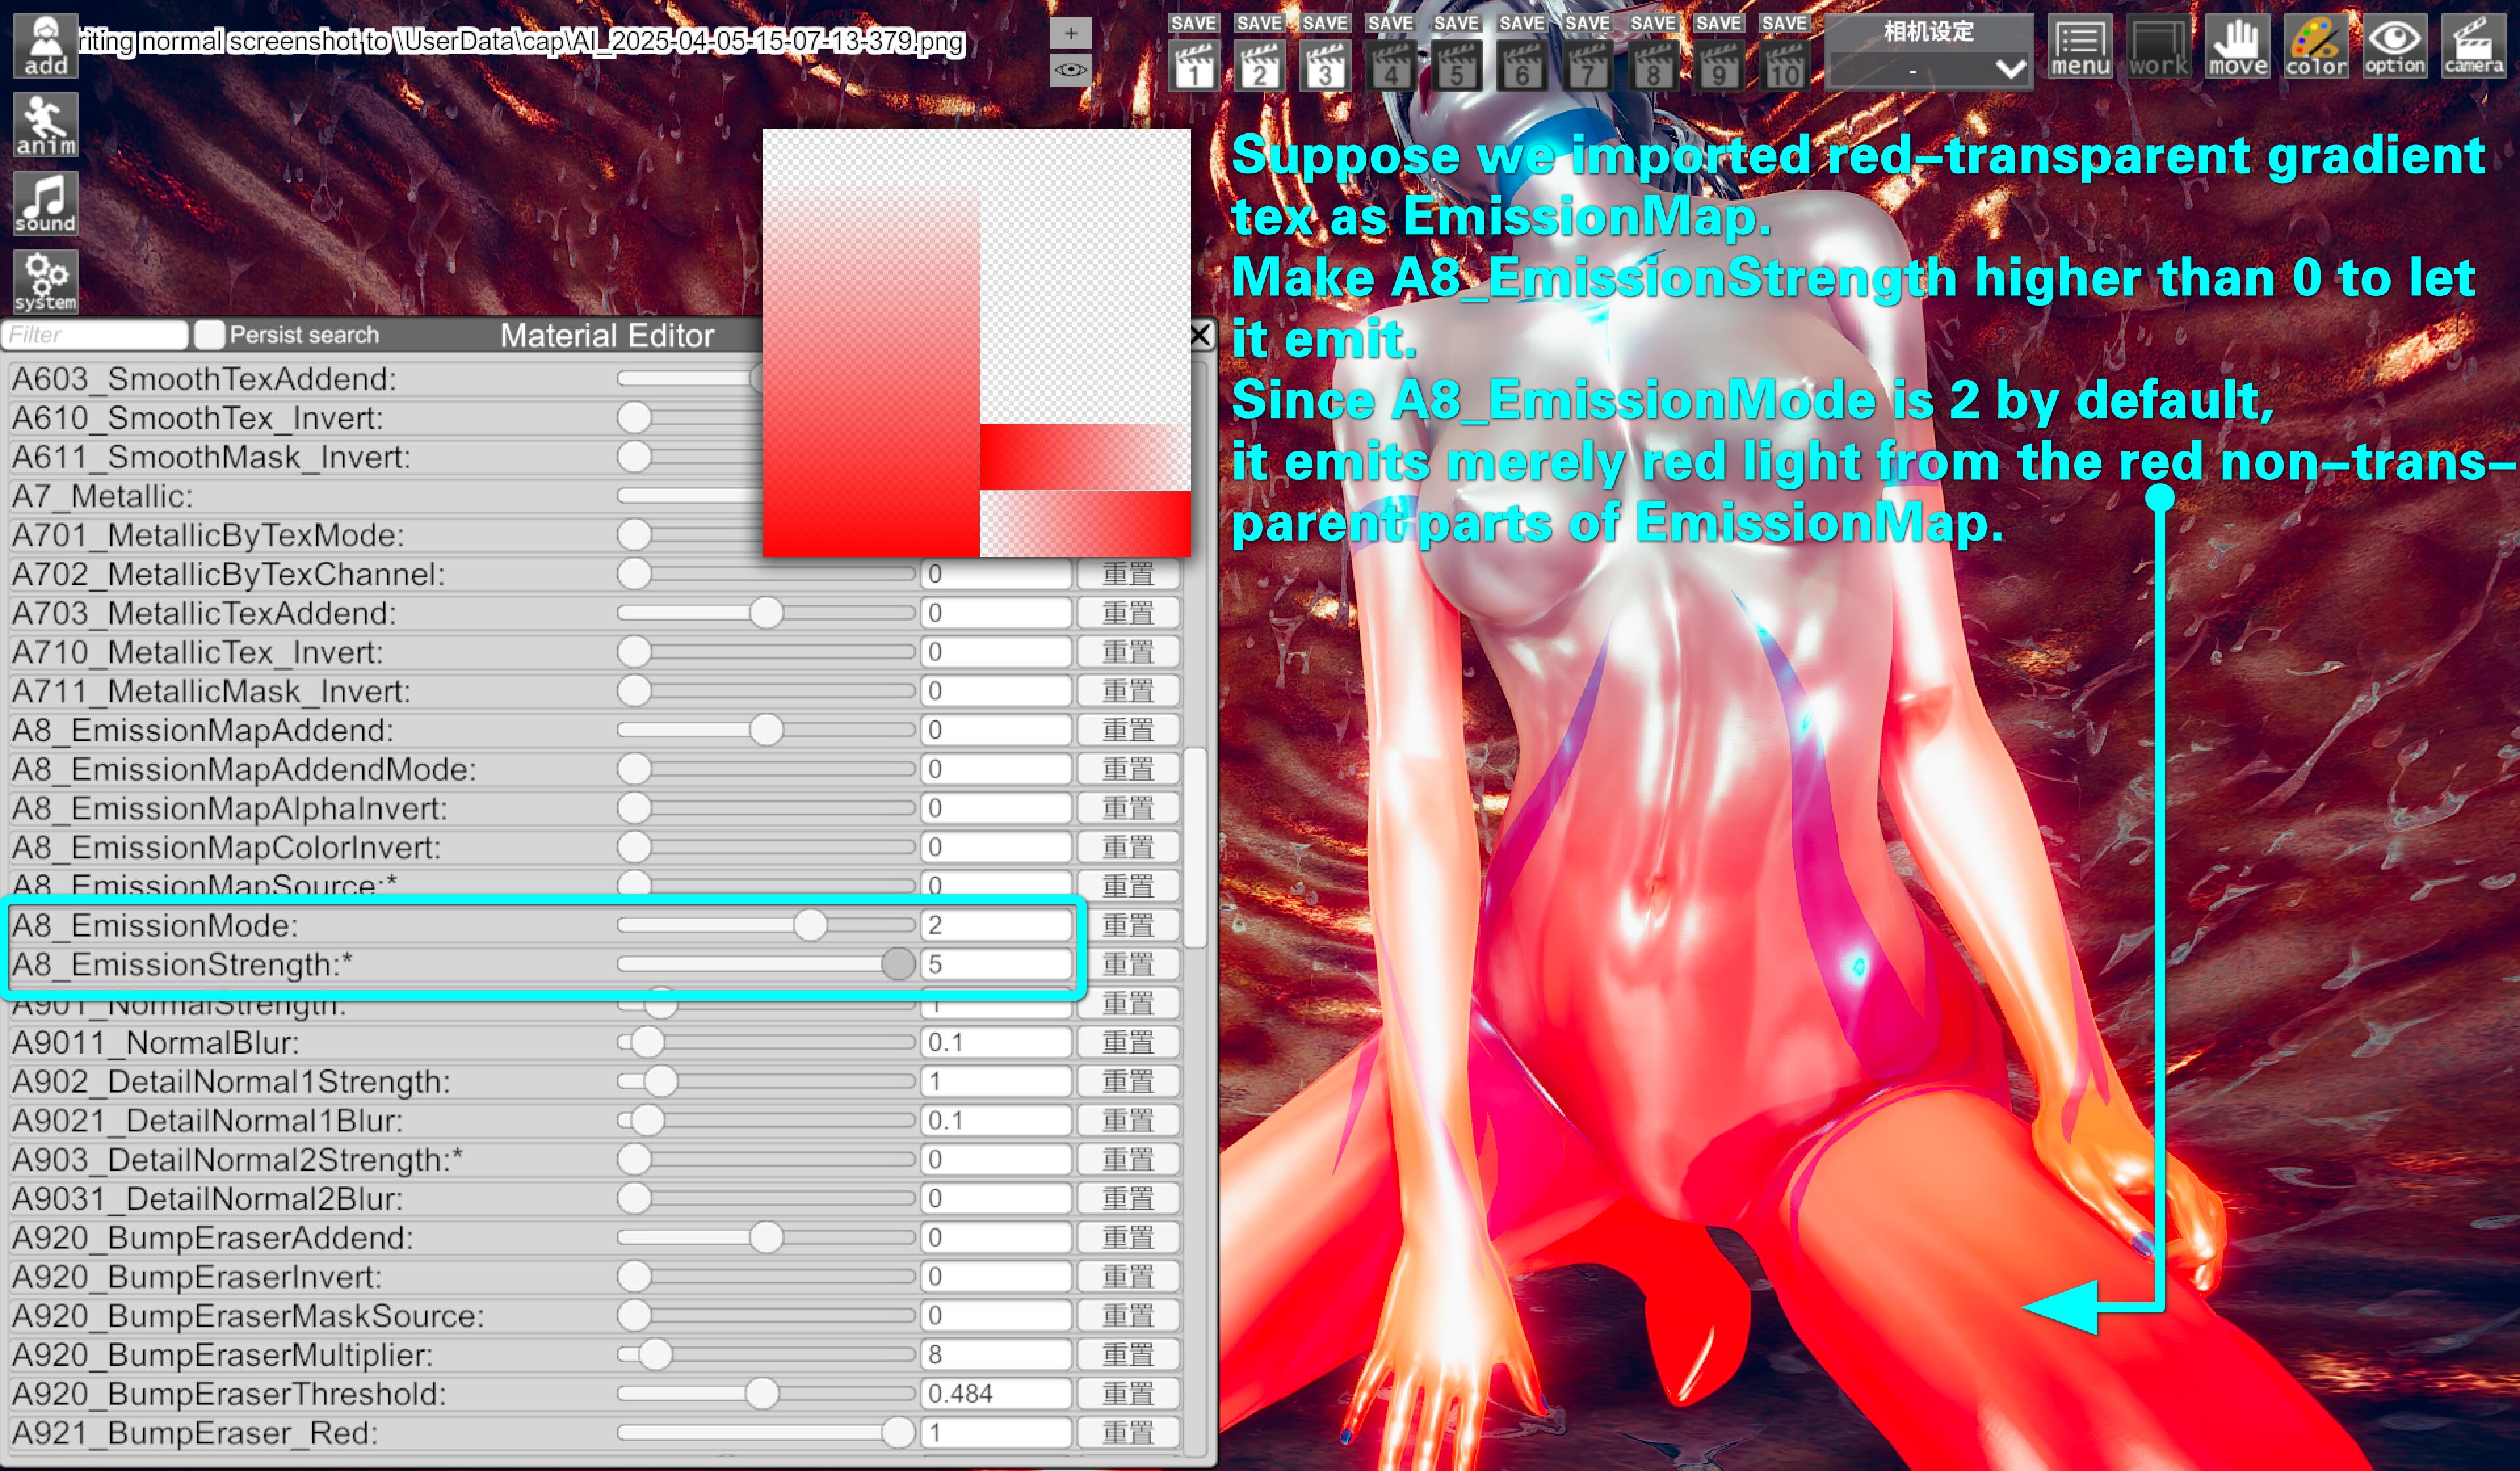 add
riting normal screenshot to \UserData\cap\AI_2025-04-05-15-07-13-379.png
+
SAVE SAVE SAVE SAVE SAVE SAVE SAVE SAVE SAVE SAVE
1 2 3 4 5 6 7 8 9 10
相机设定
-
menu work move color option camera
anim
sound
system
Suppose we imported red-transparent gradient
tex as EmissionMap.
Make A8_EmissionStrength higher than 0 to let
it emit.
Since A8_EmissionMode is 2 by default,
it emits merely red light from the red non-trans-
parent parts of EmissionMap.
Filter Persist search Material Editor X
A603_SmoothTexAddend:
A610_SmoothTex_Invert:
A611_SmoothMask_Invert:
A7_Metallic:
A701_MetallicByTexMode:
A702_MetallicByTexChannel: 0 重置
A703_MetallicTexAddend: 0 重置
A710_MetallicTex_Invert: 0 重置
A711_MetallicMask_Invert: 0 重置
A8_EmissionMapAddend: 0 重置
A8_EmissionMapAddendMode: 0 重置
A8_EmissionMapAlphaInvert: 0 重置
A8_EmissionMapColorInvert: 0 重置
A8_EmissionMapSource:* 0 重置
A8_EmissionMode: 2 重置
A8_EmissionStrength:* 5 重置
A901_NormalStrength: 1 重置
A9011_NormalBlur: 0.1 重置
A902_DetailNormal1Strength: 1 重置
A9021_DetailNormal1Blur: 0.1 重置
A903_DetailNormal2Strength:* 0 重置
A9031_DetailNormal2Blur: 0 重置
A920_BumpEraserAddend: 0 重置
A920_BumpEraserInvert: 0 重置
A920_BumpEraserMaskSource: 0 重置
A920_BumpEraserMultiplier: 8 重置
A920_BumpEraserThreshold: 0.484 重置
A921_BumpEraser_Red: 1 重置